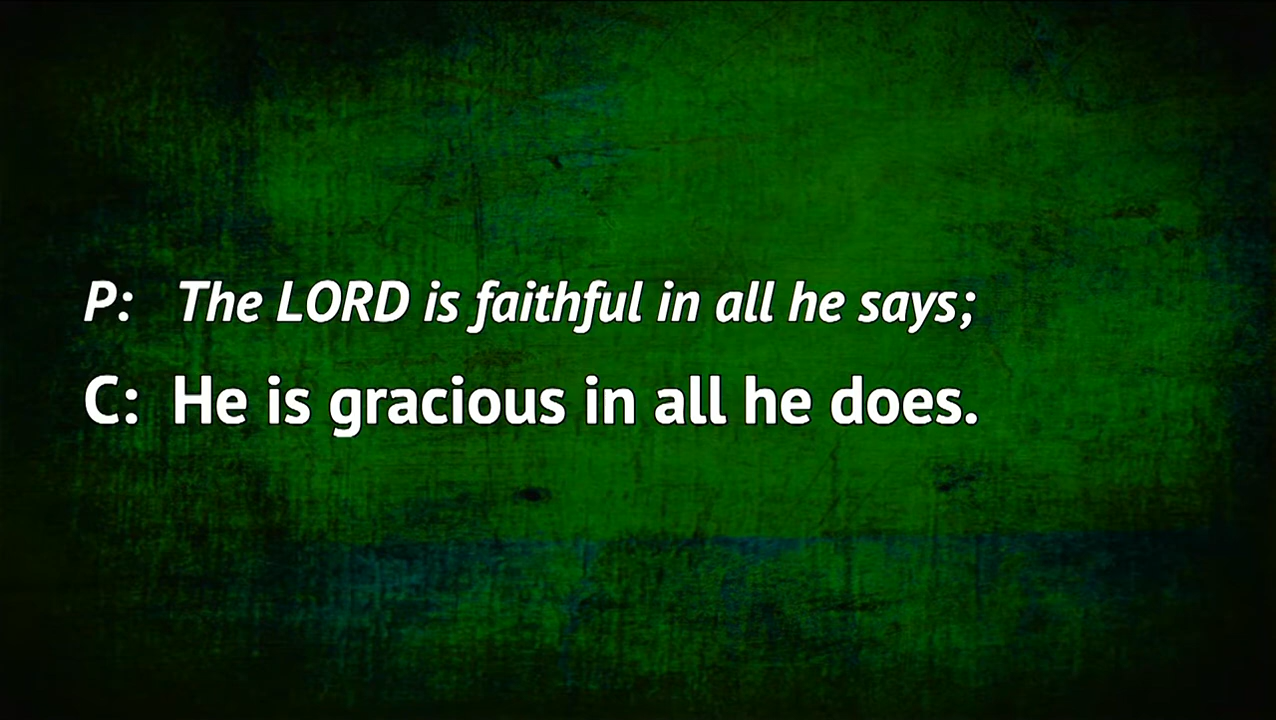 P: The LORD is faithful in all he says;
C: He is gracious in all he does.